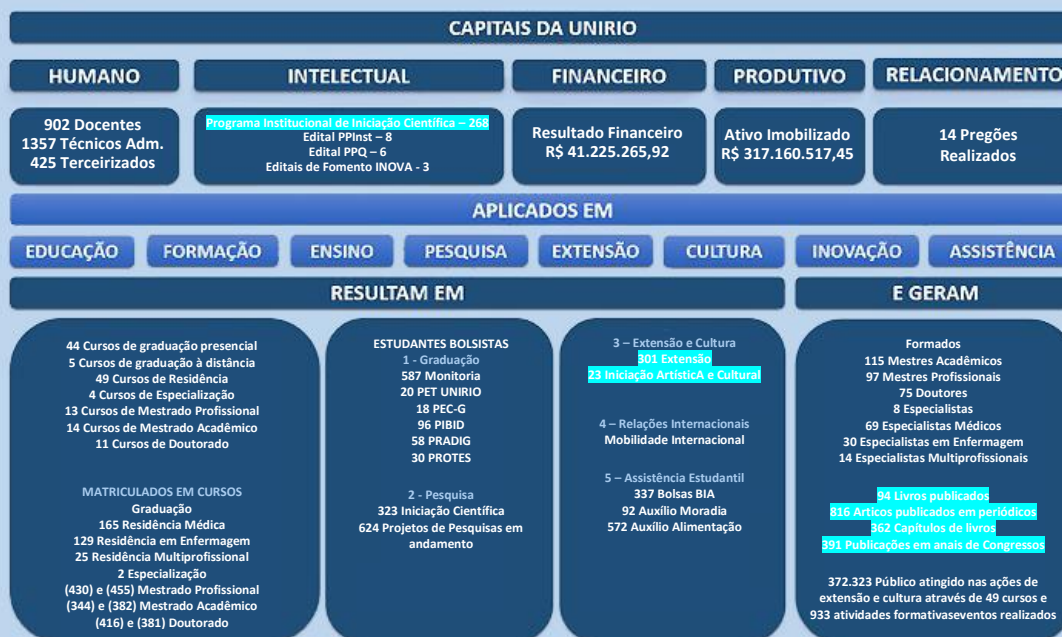 CAPITAIS DA UNIRIO
HUMANO
INTELECTUAL
FINANCEIRO
PRODUTIVO
RELACIONAMENTO
902 Docentes
1357 Técnicos Adm.
425 Terceirizados
Programa Institucional de Iniciação Científica – 268
Edital PPInst – 8
Edital PPQ – 6
Editais de Fomento INOVA - 3
Resultado Financeiro
R$ 41.225.265,92
Ativo Imobilizado
R$ 317.160.517,45
14 Pregões
Realizados
APLICADOS EM
EDUCAÇÃO
FORMAÇÃO
ENSINO
PESQUISA
EXTENSÃO
CULTURA
INOVAÇÃO
ASSISTÊNCIA
RESULTAM EM
E GERAM
44 Cursos de graduação presencial
5 Cursos de graduação à distância
49 Cursos de Residência
4 Cursos de Especialização
13 Cursos de Mestrado Profissional
14 Cursos de Mestrado Acadêmico
11 Cursos de Doutorado
MATRICULADOS EM CURSOS
Graduação
165 Residência Médica
129 Residência em Enfermagem
25 Residência Multiprofissional
2 Especialização
(430) e (455) Mestrado Profissional
(344) e (382) Mestrado Acadêmico
(416) e (381) Doutorado
ESTUDANTES BOLSISTAS
1 - Graduação
587 Monitoria
20 PET UNIRIO
18 PEC-G
96 PIBID
58 PRADIG
30 PROTES
2 - Pesquisa
323 Iniciação Científica
624 Projetos de Pesquisas em
andamento
3 – Extensão e Cultura
301 Extensão
23 Iniciação ArtísticA e Cultural
4 – Relações Internacionais
Mobilidade Internacional
5 – Assistência Estudantil
337 Bolsas BIA
92 Auxílio Moradia
572 Auxílio Alimentação
Formados
115 Mestres Acadêmicos
97 Mestres Profissionais
75 Doutores
8 Especialistas
69 Especialistas Médicos
30 Especialistas em Enfermagem
14 Especialistas Multiprofissionais
94 Livros publicados
816 Articos publicados em periódicos
362 Capítulos de livros
391 Publicações em anais de Congressos
372.323 Público atingido nas ações de
extensão e cultura através de 49 cursos e
933 atividades formativaseventos realizados